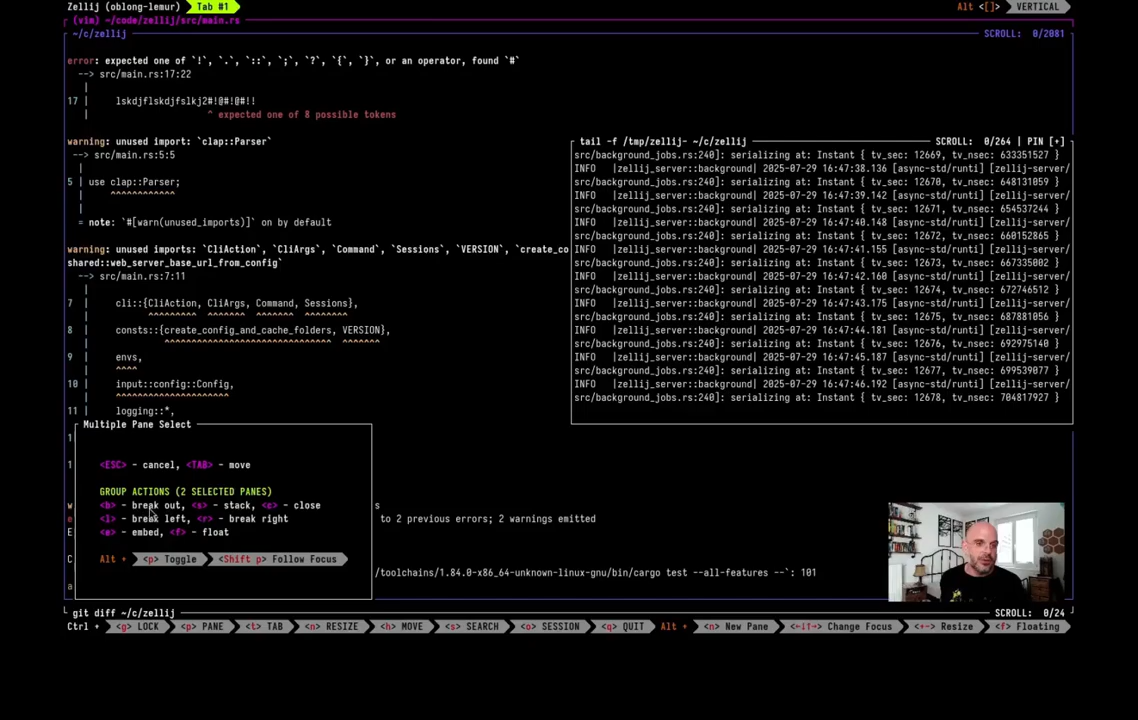 Zellij (oblong-lemur) Tab #1 Alt <[]> VERTICAL
(vim) ~/code/zellij/src/main.rs
~/c/zellij SCROLL: 0/2081
error: expected one of `!`, `.`, `::`, `;`, `?`, `{`, `}`, or an operator, found `#`
--> src/main.rs:17:22
|
17 | lskdjflskdjfslkj2#!@#!@#!!
| ^ expected one of 8 possible tokens
warning: unused import: `clap::Parser`
--> src/main.rs:5:5
|
5 | use clap::Parser;
| ^^^^^^^^^^^^
|
= note: `#[warn(unused_imports)]` on by default
warning: unused imports: `CliAction`, `CliArgs`, `Command`, `Sessions`, `VERSION`, `create_co
shared::web_server_base_url_from_config`
--> src/main.rs:7:11
|
7 | cli::{CliAction, CliArgs, Command, Sessions},
| ^^^^^^^^^ ^^^^^^^ ^^^^^^^ ^^^^^^^^
8 | consts::{create_config_and_cache_folders, VERSION},
| ^^^^^^^^^^^^^^^^^^^^^^^^^^^^^^^ ^^^^^^^
9 | envs,
| ^^^^
10 | input::config::Config,
| ^^^^^^^^^^^^^^^^^^^^^
11 | logging::*,
tail -f /tmp/zellij- ~/c/zellij SCROLL: 0/264 | PIN [+]
src/background_jobs.rs:240]: serializing at: Instant { tv_sec: 12669, tv_nsec: 633351527 }
INFO |zellij_server::background| 2025-07-29 16:47:38.136 [async-std/runti] [zellij-server/
src/background_jobs.rs:240]: serializing at: Instant { tv_sec: 12670, tv_nsec: 648131059 }
INFO |zellij_server::background| 2025-07-29 16:47:39.142 [async-std/runti] [zellij-server/
src/background_jobs.rs:240]: serializing at: Instant { tv_sec: 12671, tv_nsec: 654537244 }
INFO |zellij_server::background| 2025-07-29 16:47:40.148 [async-std/runti] [zellij-server/
src/background_jobs.rs:240]: serializing at: Instant { tv_sec: 12672, tv_nsec: 660152865 }
INFO |zellij_server::background| 2025-07-29 16:47:41.155 [async-std/runti] [zellij-server/
src/background_jobs.rs:240]: serializing at: Instant { tv_sec: 12673, tv_nsec: 667335002 }
INFO |zellij_server::background| 2025-07-29 16:47:42.160 [async-std/runti] [zellij-server/
src/background_jobs.rs:240]: serializing at: Instant { tv_sec: 12674, tv_nsec: 672746512 }
INFO |zellij_server::background| 2025-07-29 16:47:43.175 [async-std/runti] [zellij-server/
src/background_jobs.rs:240]: serializing at: Instant { tv_sec: 12675, tv_nsec: 687881056 }
INFO |zellij_server::background| 2025-07-29 16:47:44.181 [async-std/runti] [zellij-server/
src/background_jobs.rs:240]: serializing at: Instant { tv_sec: 12676, tv_nsec: 692975140 }
INFO |zellij_server::background| 2025-07-29 16:47:45.187 [async-std/runti] [zellij-server/
src/background_jobs.rs:240]: serializing at: Instant { tv_sec: 12677, tv_nsec: 699539077 }
INFO |zellij_server::background| 2025-07-29 16:47:46.192 [async-std/runti] [zellij-server/
src/background_jobs.rs:240]: serializing at: Instant { tv_sec: 12678, tv_nsec: 704817927 }
Multiple Pane Select
1
1 <ESC> - cancel, <TAB> - move
GROUP ACTIONS (2 SELECTED PANES)
w <b> - break out, <s> - stack, <c> - close s
e <l> - break left, <r> - break right to 2 previous errors; 2 warnings emitted
E <e> - embed, <f> - float
C Alt + <p> Toggle <Shift p> Follow Focus
/toolchains/1.84.0-x86_64-unknown-linux-gnu/bin/cargo test --all-features --`: 101
a
git diff ~/c/zellij SCROLL: 0/24
Ctrl + <g> LOCK <p> PANE <t> TAB <n> RESIZE <h> MOVE <s> SEARCH <o> SESSION <q> QUIT Alt + <n> New Pane <←↓↑→> Change Focus <+-> Resize <f> Floating